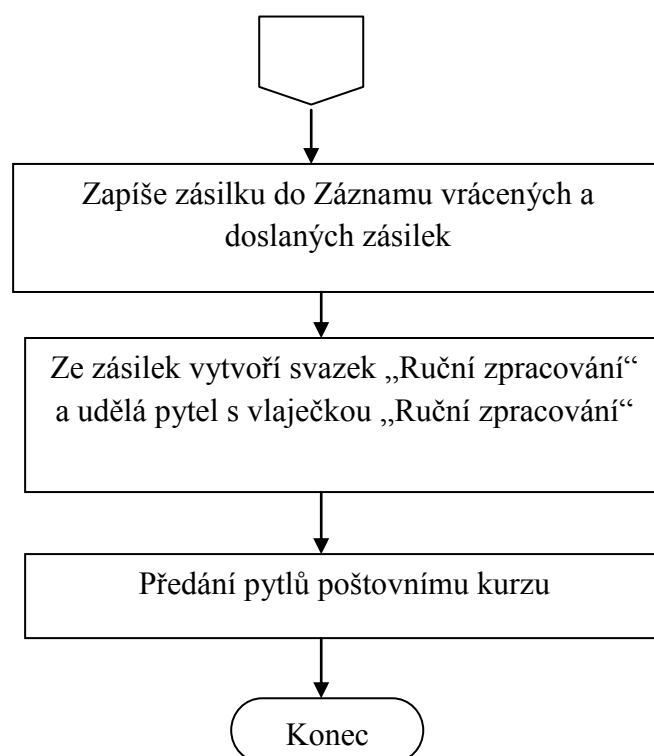 Zapíše zásilku do Záznamu vrácených a
doslaných zásilek
Ze zásilek vytvoří svazek „Ruční zpracování“
a udělá pytel s vlaječkou „Ruční zpracování“
Předání pytlů poštovnímu kurzu
Konec